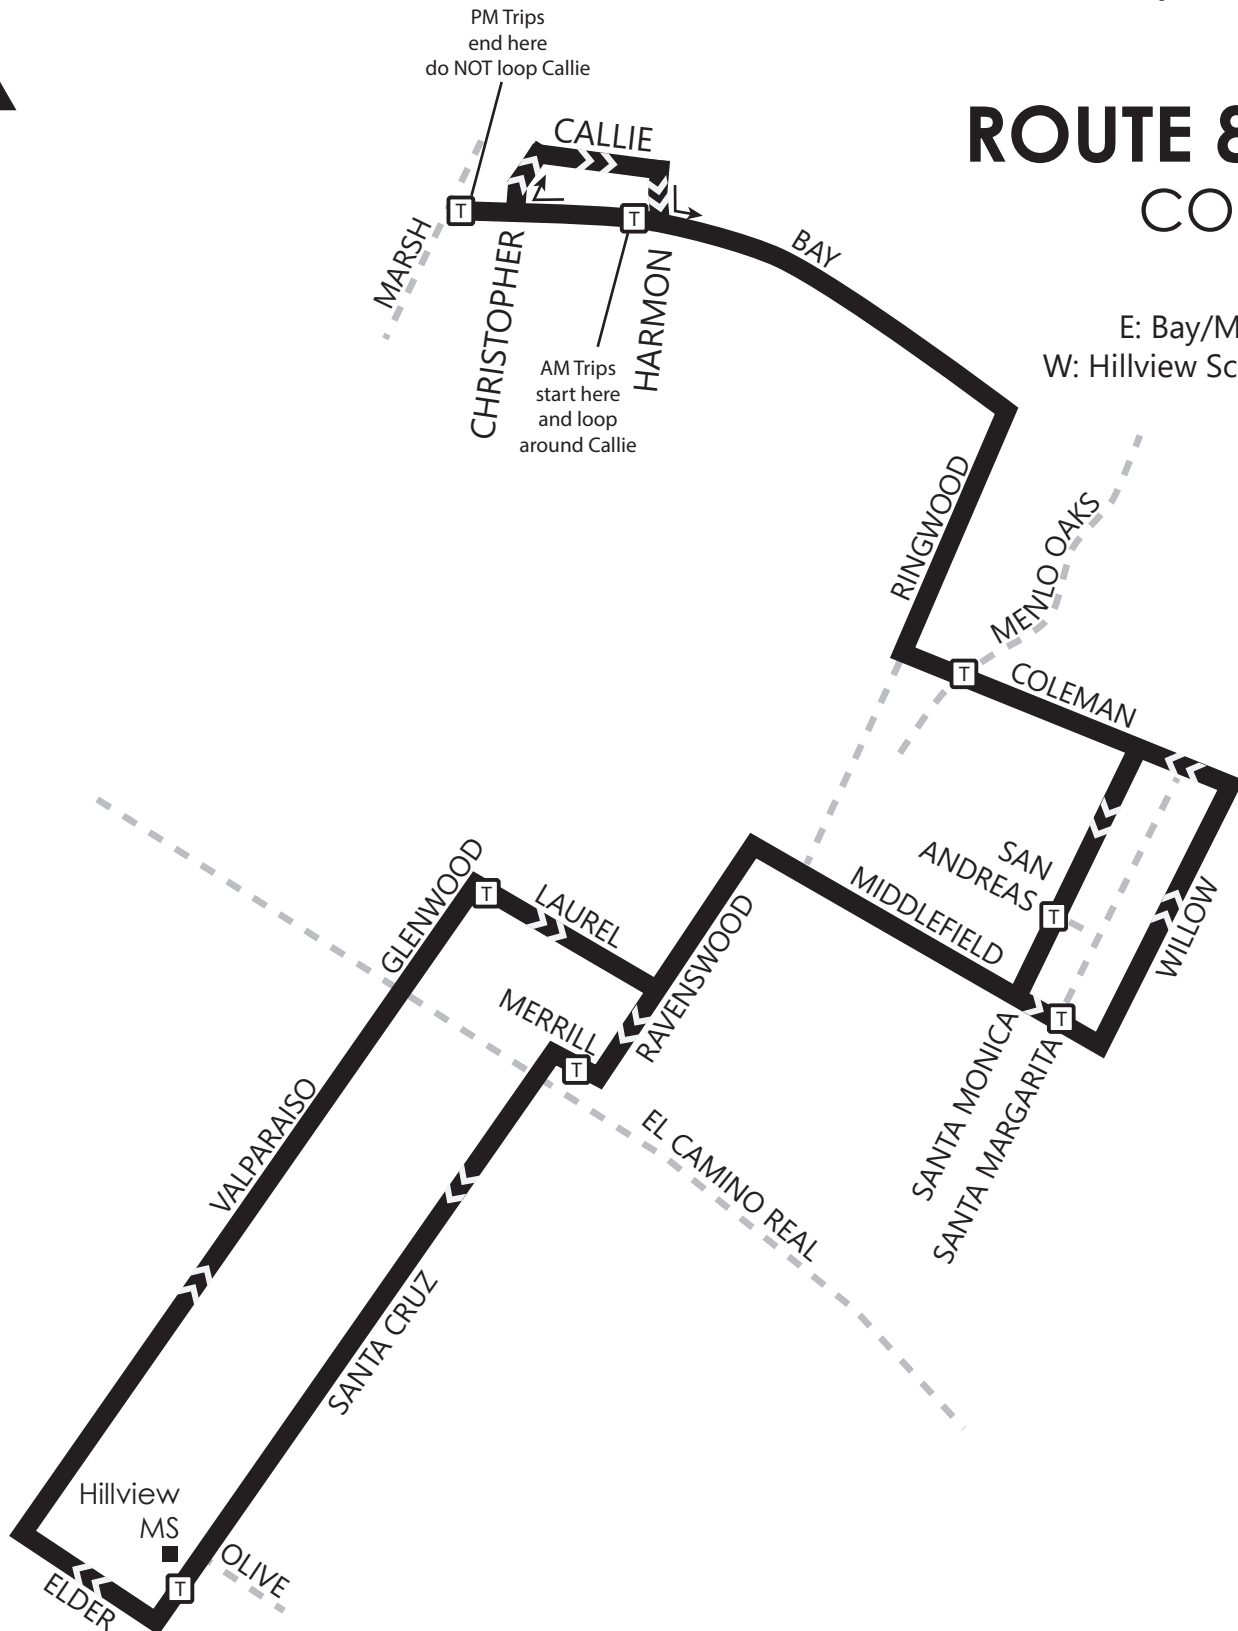 PM Trips
end here
do NOT loop Callie
ROUTE 8
CO
CALLIE
T
T
MARSH
CHRISTOPHER
HARMON
BAY
E: Bay/M
W: Hillview Sc
AM Trips
start here
and loop
around Callie
RINGWOOD
MENLO OAKS
T
COLEMAN
SAN
ANDREAS
T
MIDDLEFIELD
WILLOW
GLENWOOD
T
LAUREL
RAVENSWOOD
MERRILL
T
T
SANTA MONICA
SANTA MARGARITA
EL CAMINO REAL
VALPARAISO
SANTA CRUZ
Hillview
MS
OLIVE
T
ELDER